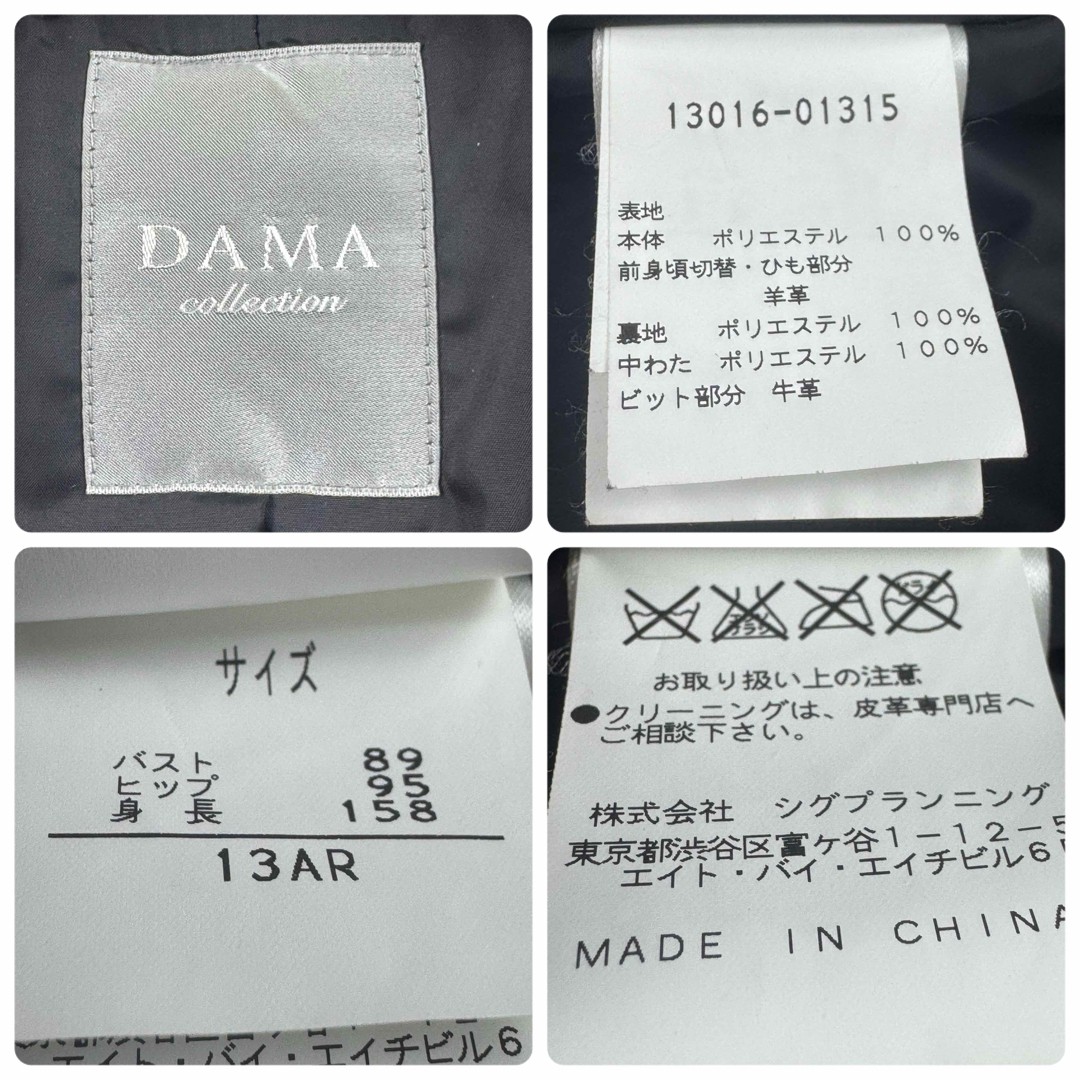 DAMA
collection
13016-01315
表地
本体 ポリエステル 100%
前身頃切替・ひも部分
羊革
裏地 ポリエステル 100%
中わた ポリエステル 100%
ビット部分 牛革
サイズ
バスト 89
ヒップ 95
身長 158
13AR
エイト・バイ・エイチビル6
お取り扱い上の注意
●クリーニングは、皮革専門店へ
ご相談下さい。
株式会社 シグプランニング
東京都渋谷区富ケ谷1-12-5
エイト・バイ・エイチビル6
MADE IN CHINA